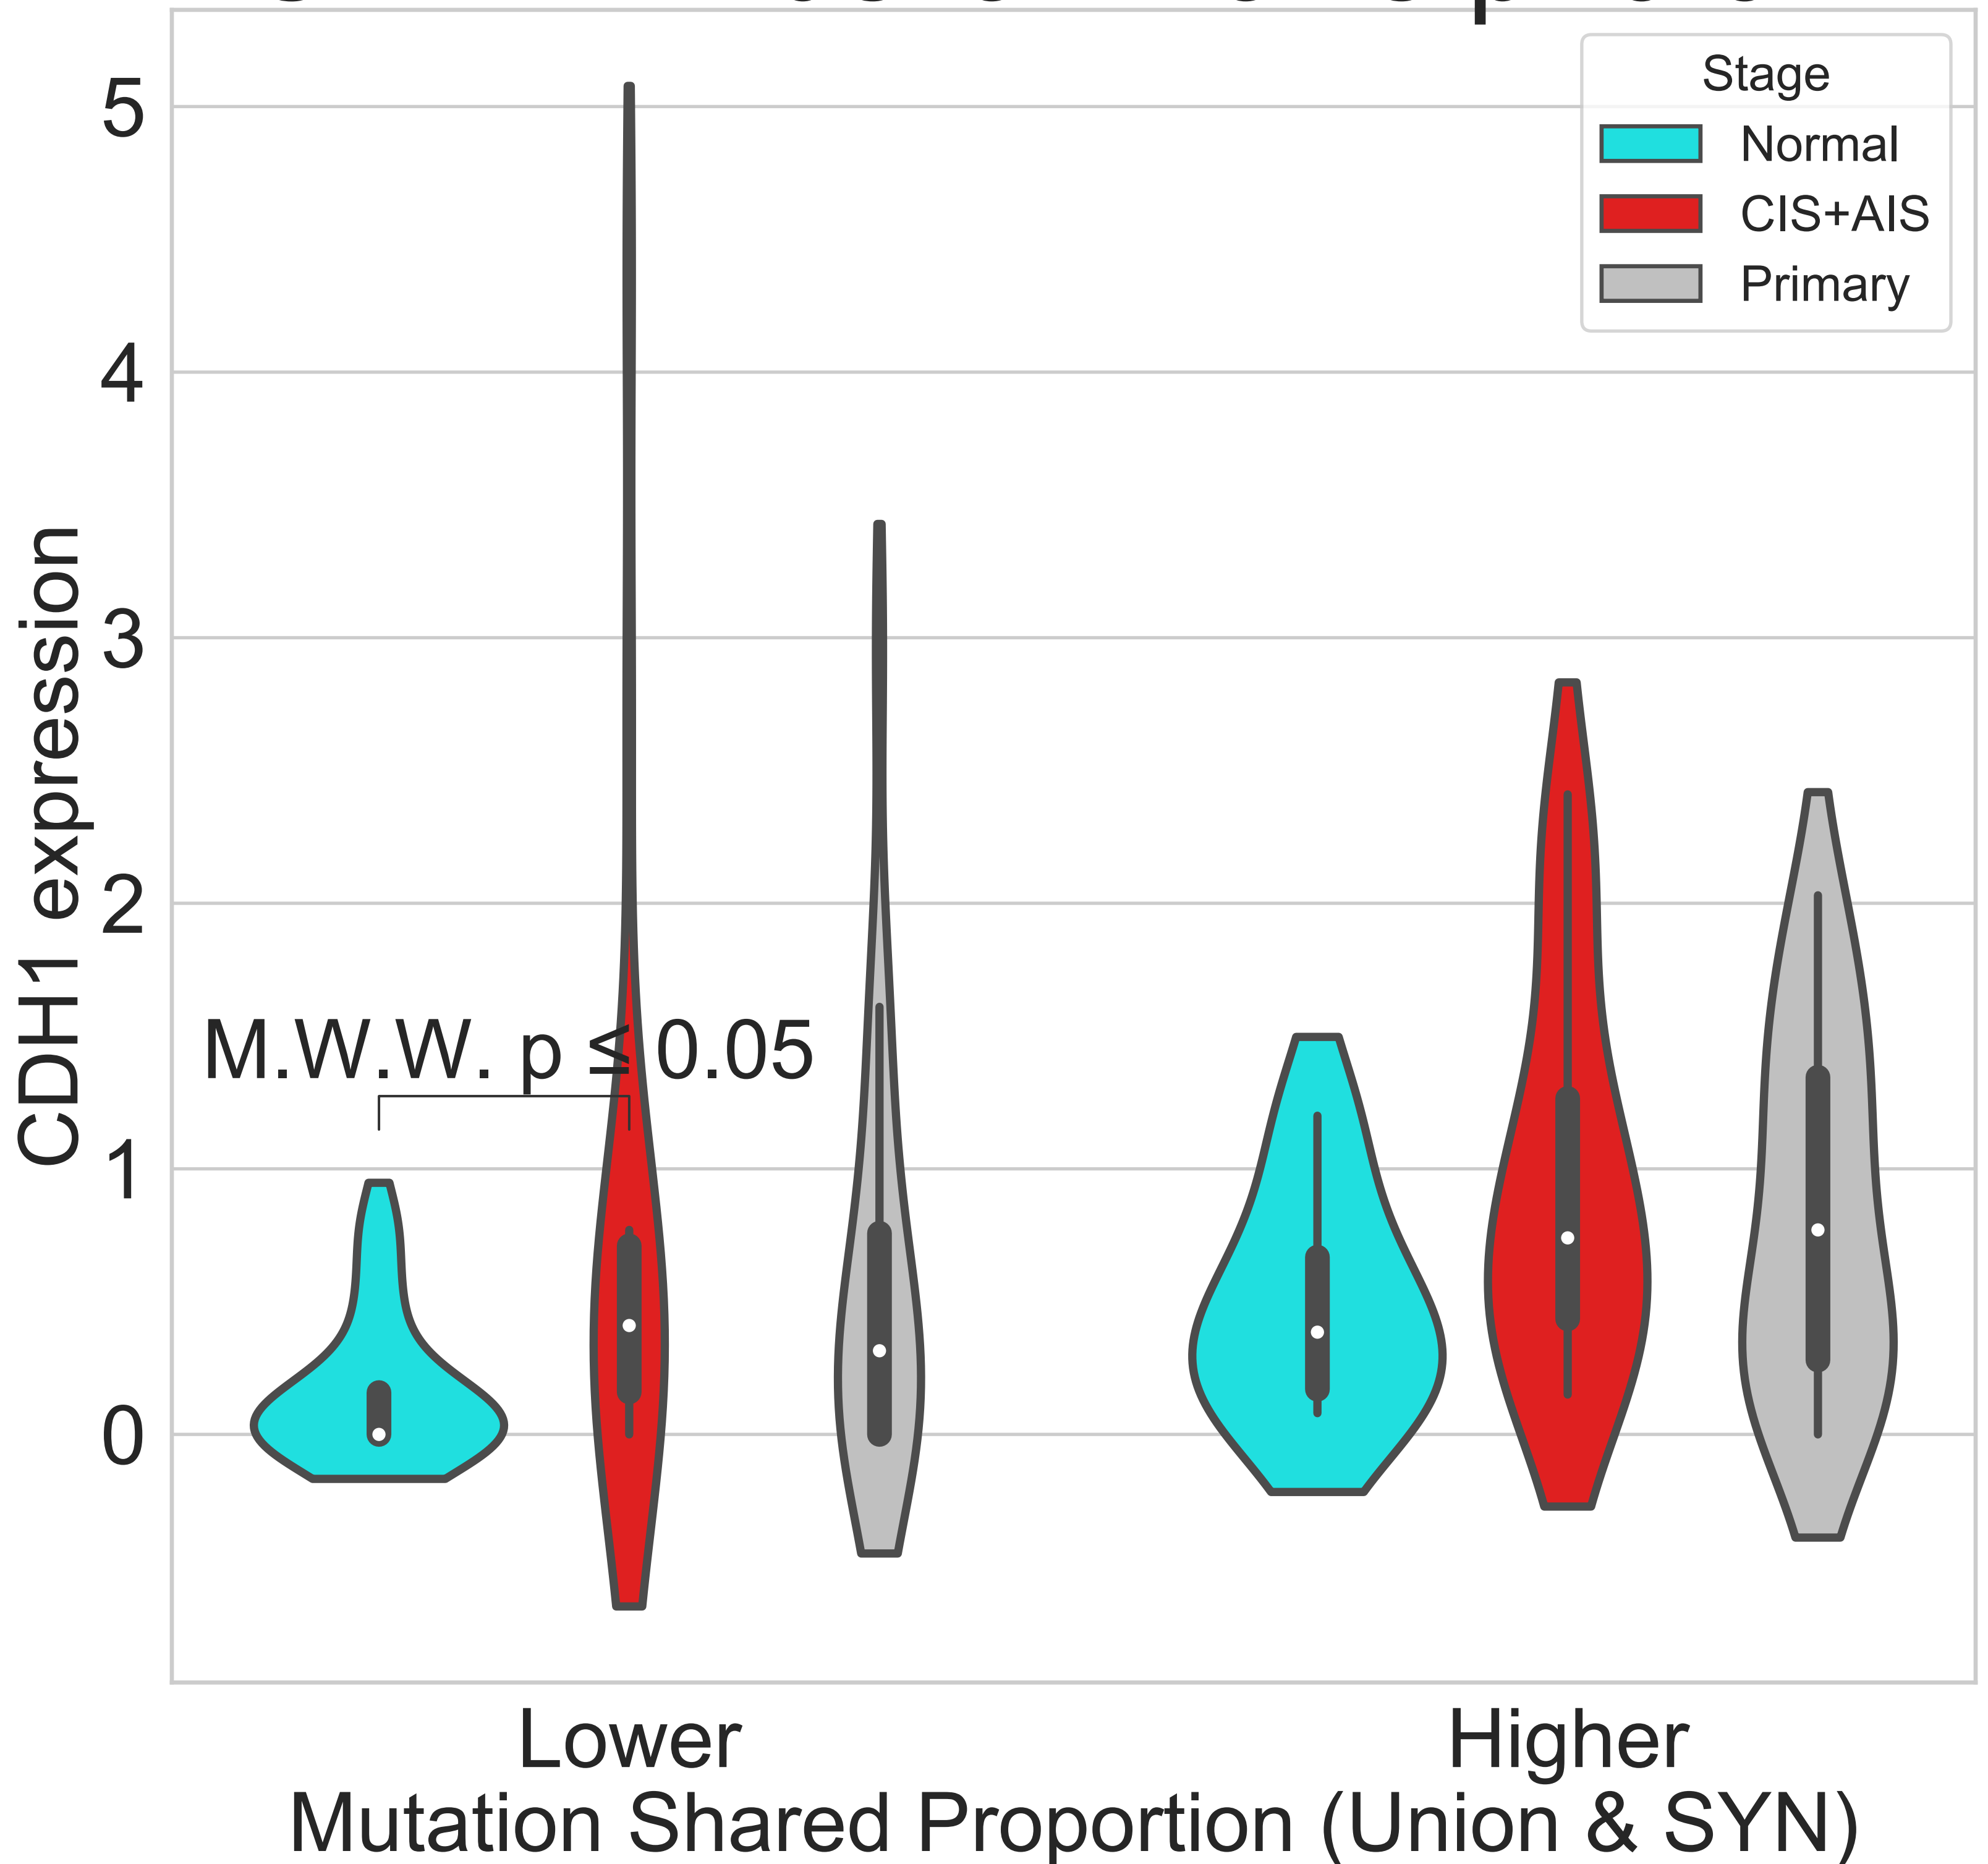 Stage
Normal
CIS+AIS
Primary
5
4
3
2
1
0
CDH1 expression
M.W.W. p ≤ 0.05
Lower
Higher
Mutation Shared Proportion (Union & SYN)